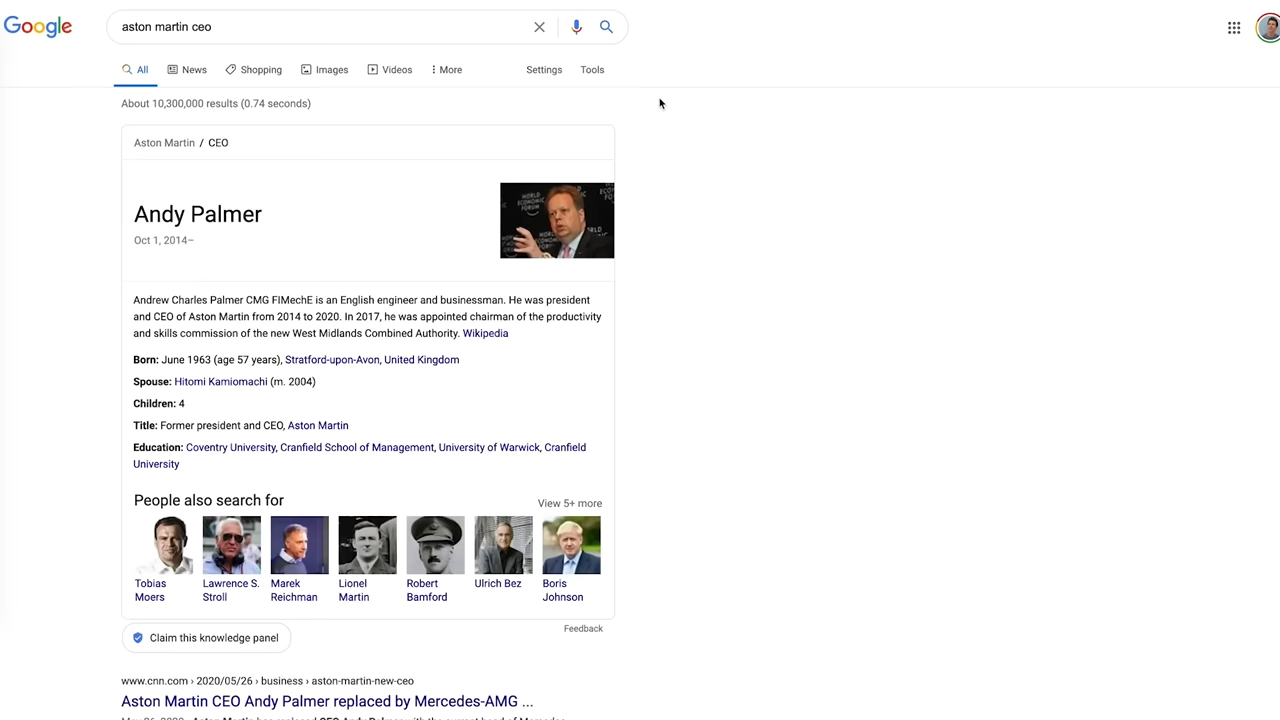 Google
aston martin ceo
All News Shopping Images Videos More Settings Tools
About 10,300,000 results (0.74 seconds)
Aston Martin / CEO
Andy Palmer
Oct 1, 2014–
WORLD ECONOMIC FORUM
Andrew Charles Palmer CMG FIMechE is an English engineer and businessman. He was president
and CEO of Aston Martin from 2014 to 2020. In 2017, he was appointed chairman of the productivity
and skills commission of the new West Midlands Combined Authority. Wikipedia
Born: June 1963 (age 57 years), Stratford-upon-Avon, United Kingdom
Spouse: Hitomi Kamiomachi (m. 2004)
Children: 4
Title: Former president and CEO, Aston Martin
Education: Coventry University, Cranfield School of Management, University of Warwick, Cranfield
University
People also search for
View 5+ more
Tobias Moers
Lawrence S. Stroll
Marek Reichman
Lionel Martin
Robert Bamford
Ulrich Bez
Boris Johnson
Feedback
Claim this knowledge panel
www.cnn.com › 2020/05/26 › business › aston-martin-new-ceo
Aston Martin CEO Andy Palmer replaced by Mercedes-AMG ...